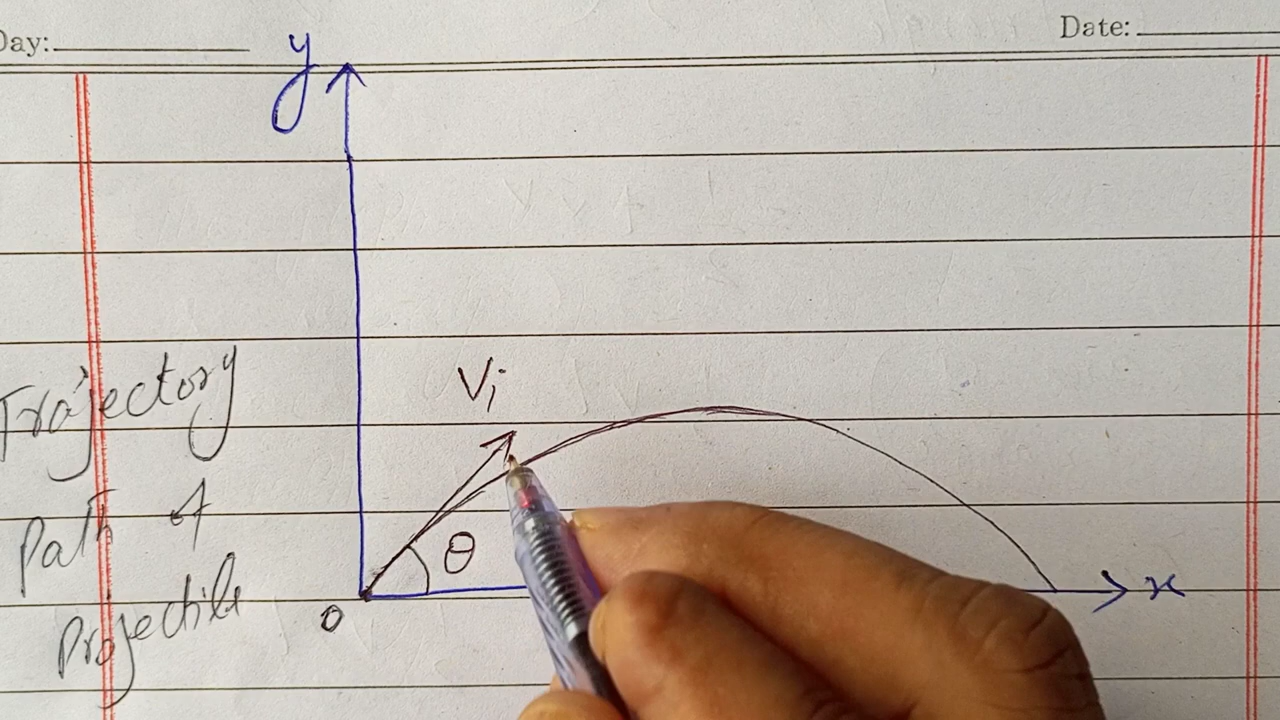 Day:
Date:
y
Vi
Trajectory
Path of
Projectile
θ
O
x